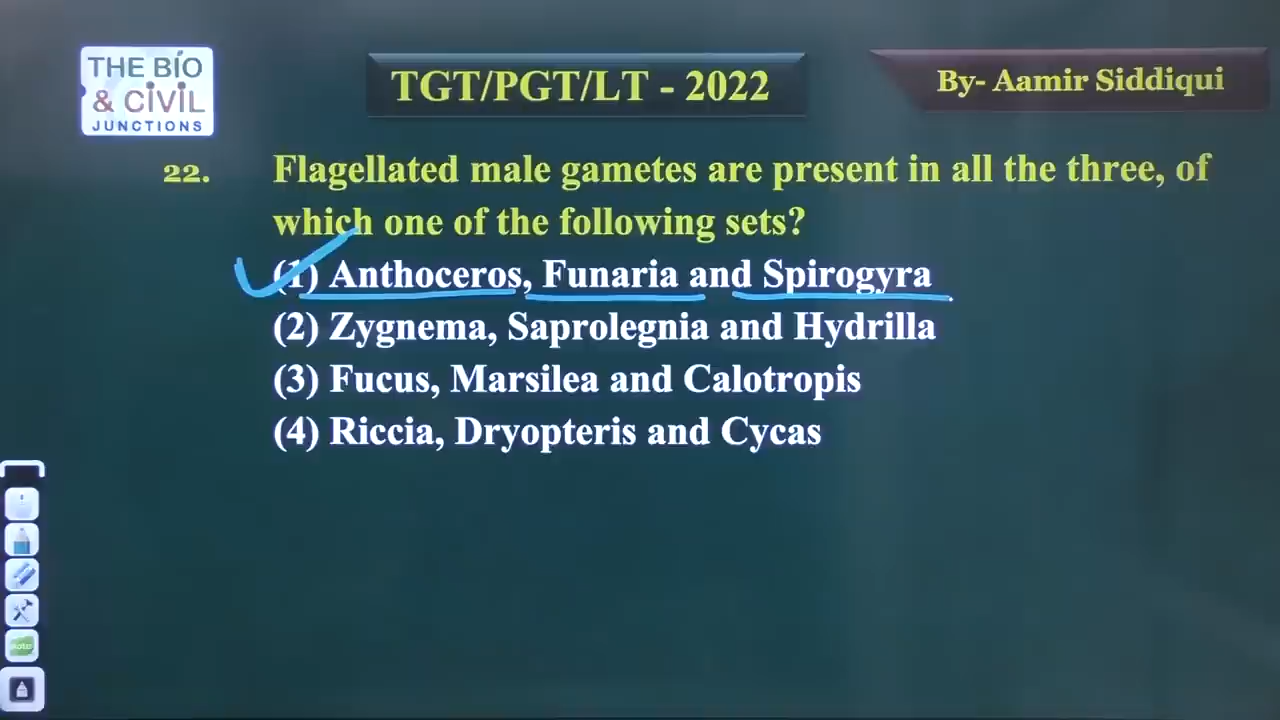 THE BIO
& CIVIL
JUNCTIONS
TGT/PGT/LT - 2022
By- Aamir Siddiqui
22. Flagellated male gametes are present in all the three, of
which one of the following sets?
(1) Anthoceros, Funaria and Spirogyra
(2) Zygnema, Saprolegnia and Hydrilla
(3) Fucus, Marsilea and Calotropis
(4) Riccia, Dryopteris and Cycas